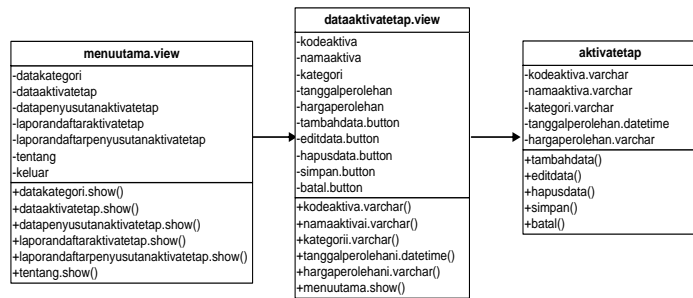 menuutama.view
-datakategori
-dataaktivatetap
-datapenyusutanaktivatetap
-laporandaftaraktivatetap
-laporandaftarpenyusutanaktivatetap
-tentang
-keluar
+datakategori.show()
+dataaktivatetap.show()
+datapenyusutanaktivatetap.show()
+laporandaftaraktivatetap.show()
+laporandaftarpenyusutanaktivatetap.show()
+tentang.show()
dataaktivatetap.view
-kodeaktiva
-namaaktiva
-kategori
-tanggalperolehan
-hargaperolehan
-tambahdata.button
-editdata.button
-hapusdata.button
-simpan.button
-batal.button
+kodeaktiva.varchar()
+namaaktivai.varchar()
+kategorii.varchar()
+tanggalperolehani.datetime()
+hargaperolehani.varchar()
+menuutama.show()
aktivatetap
-kodeaktiva.varchar
-namaaktiva.varchar
-kategori.varchar
-tanggalperolehan.datetime
-hargaperolehan.varchar
+tambahdata()
+editdata()
+hapusdata()
+simpan()
+batal()